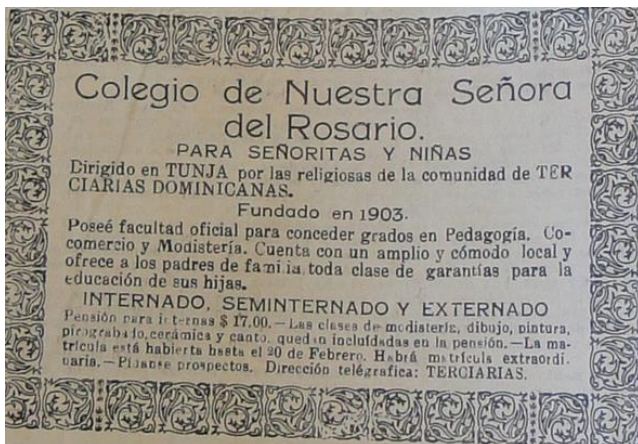 Colegio de Nuestra Señora
del Rosario.
PARA SEÑORITAS Y NIÑAS
Dirigido en TUNJA por las religiosas de la comunidad de TER
CIARIAS DOMINICANAS.
Fundado en 1903.
Poseé facultad oficial para conceder grados en Pedagogía, Co-
comercio y Modistería. Cuenta con un amplio y cómodo local y
ofrece a los padres de familia toda clase de garantías para la
educación de sus hijas.
INTERNADO, SEMINTERNADO Y EXTERNADO
Pensión para internas $ 17,00.—Las clases de modistería, dibujo, pintura,
pirograbado, cerámica y canto, quedan incluídadas en la pensión.—La ma-
trícula está habierta hasta el 20 de Febrero. Habrá matrícula extraordi-
naria.—Pídanse prospectos. Dirección telégrafica: TERCIARIAS.